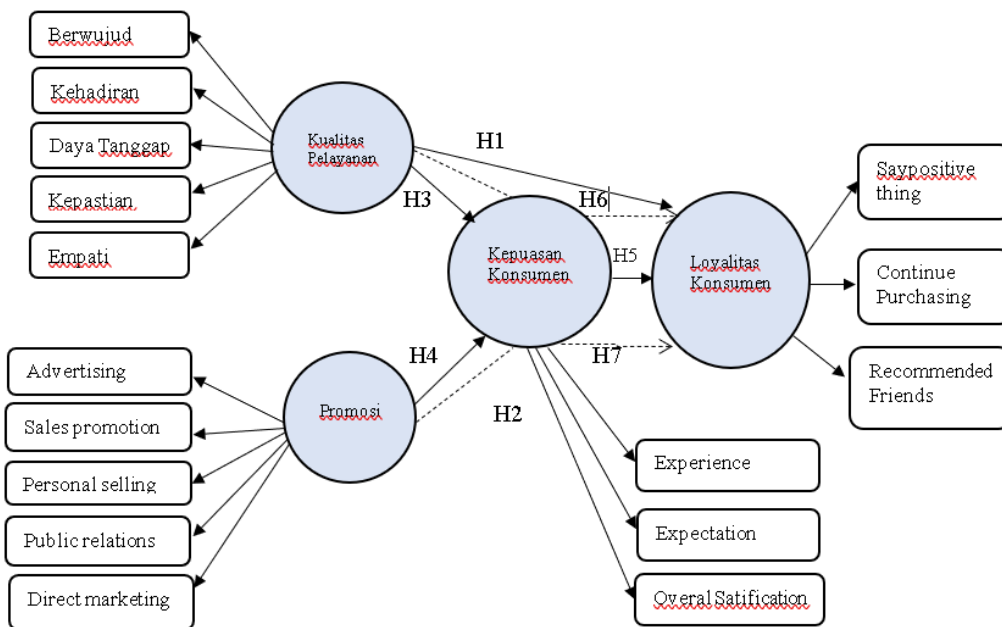 Berwujud
Kehadiran
Daya Tanggap
Kepastian
Empati
Kualitas
Pelayanan
H1
H3
H6
Kepuasan
Konsumen
H5
Loyalitas
Konsumen
Saypositive
thing
Continue
Purchasing
Recommended
Friends
Advertising
Sales promotion
Personal selling
Public relations
Direct marketing
Promosi
H4
H7
H2
Experience
Expectation
Overal Satification